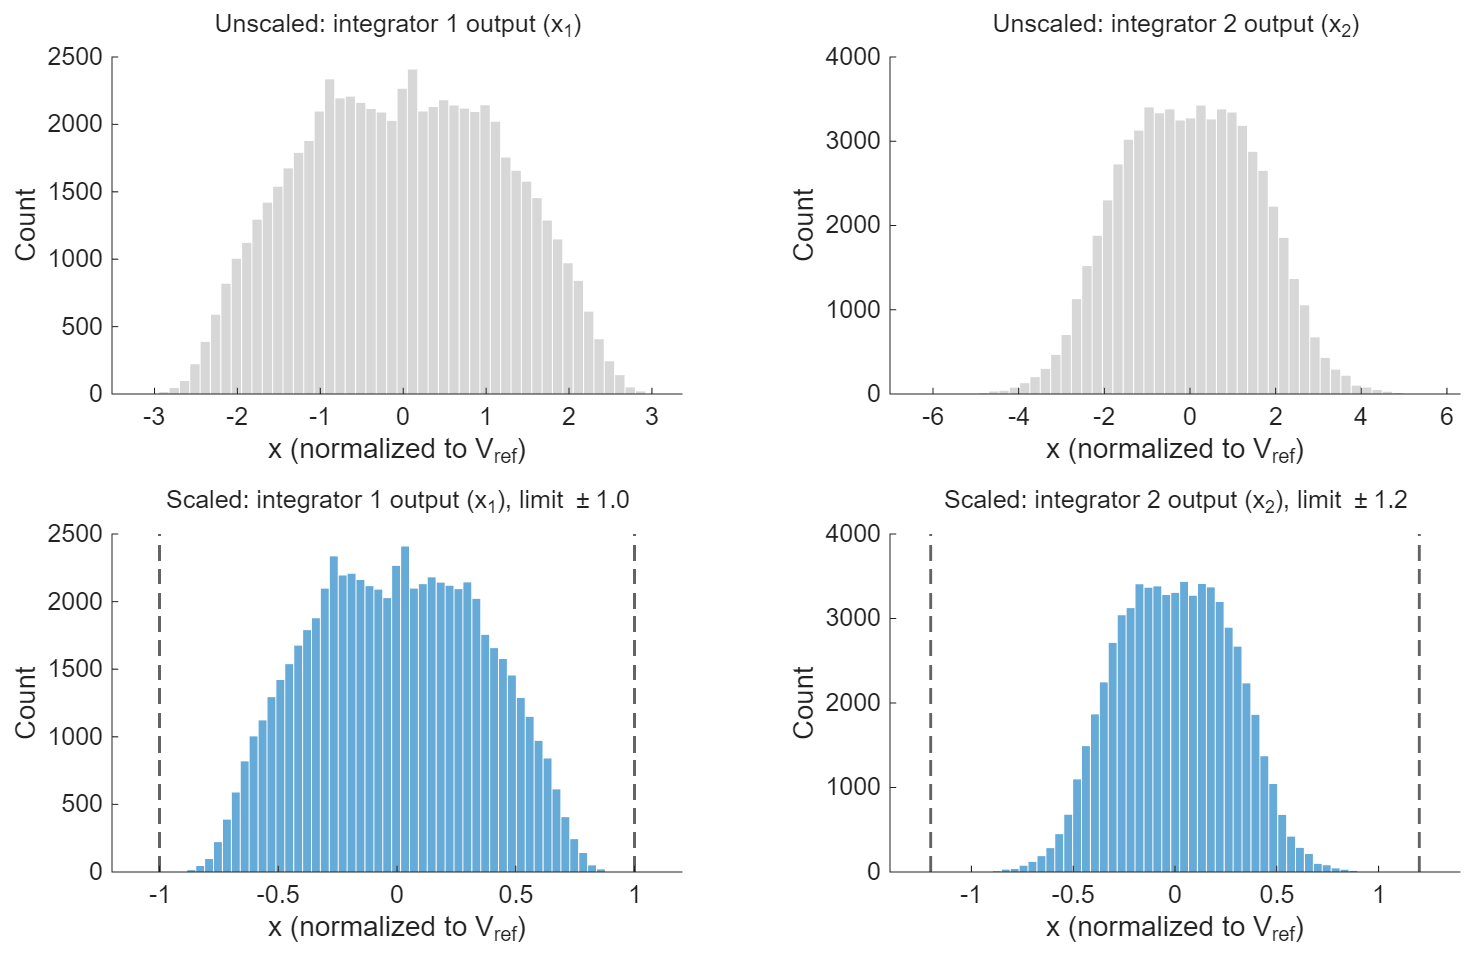 Unscaled: integrator 1 output (x1)
2500
2000
1500
1000
500
0
Count
-3 -2 -1 0 1 2 3
x (normalized to Vref)
Unscaled: integrator 2 output (x2)
4000
3000
2000
1000
0
Count
-6 -4 -2 0 2 4 6
x (normalized to Vref)
Scaled: integrator 1 output (x1), limit ± 1.0
2500
2000
1500
1000
500
0
Count
-1 -0.5 0 0.5 1
x (normalized to Vref)
Scaled: integrator 2 output (x2), limit ± 1.2
4000
3000
2000
1000
0
Count
-1 -0.5 0 0.5 1
x (normalized to Vref)